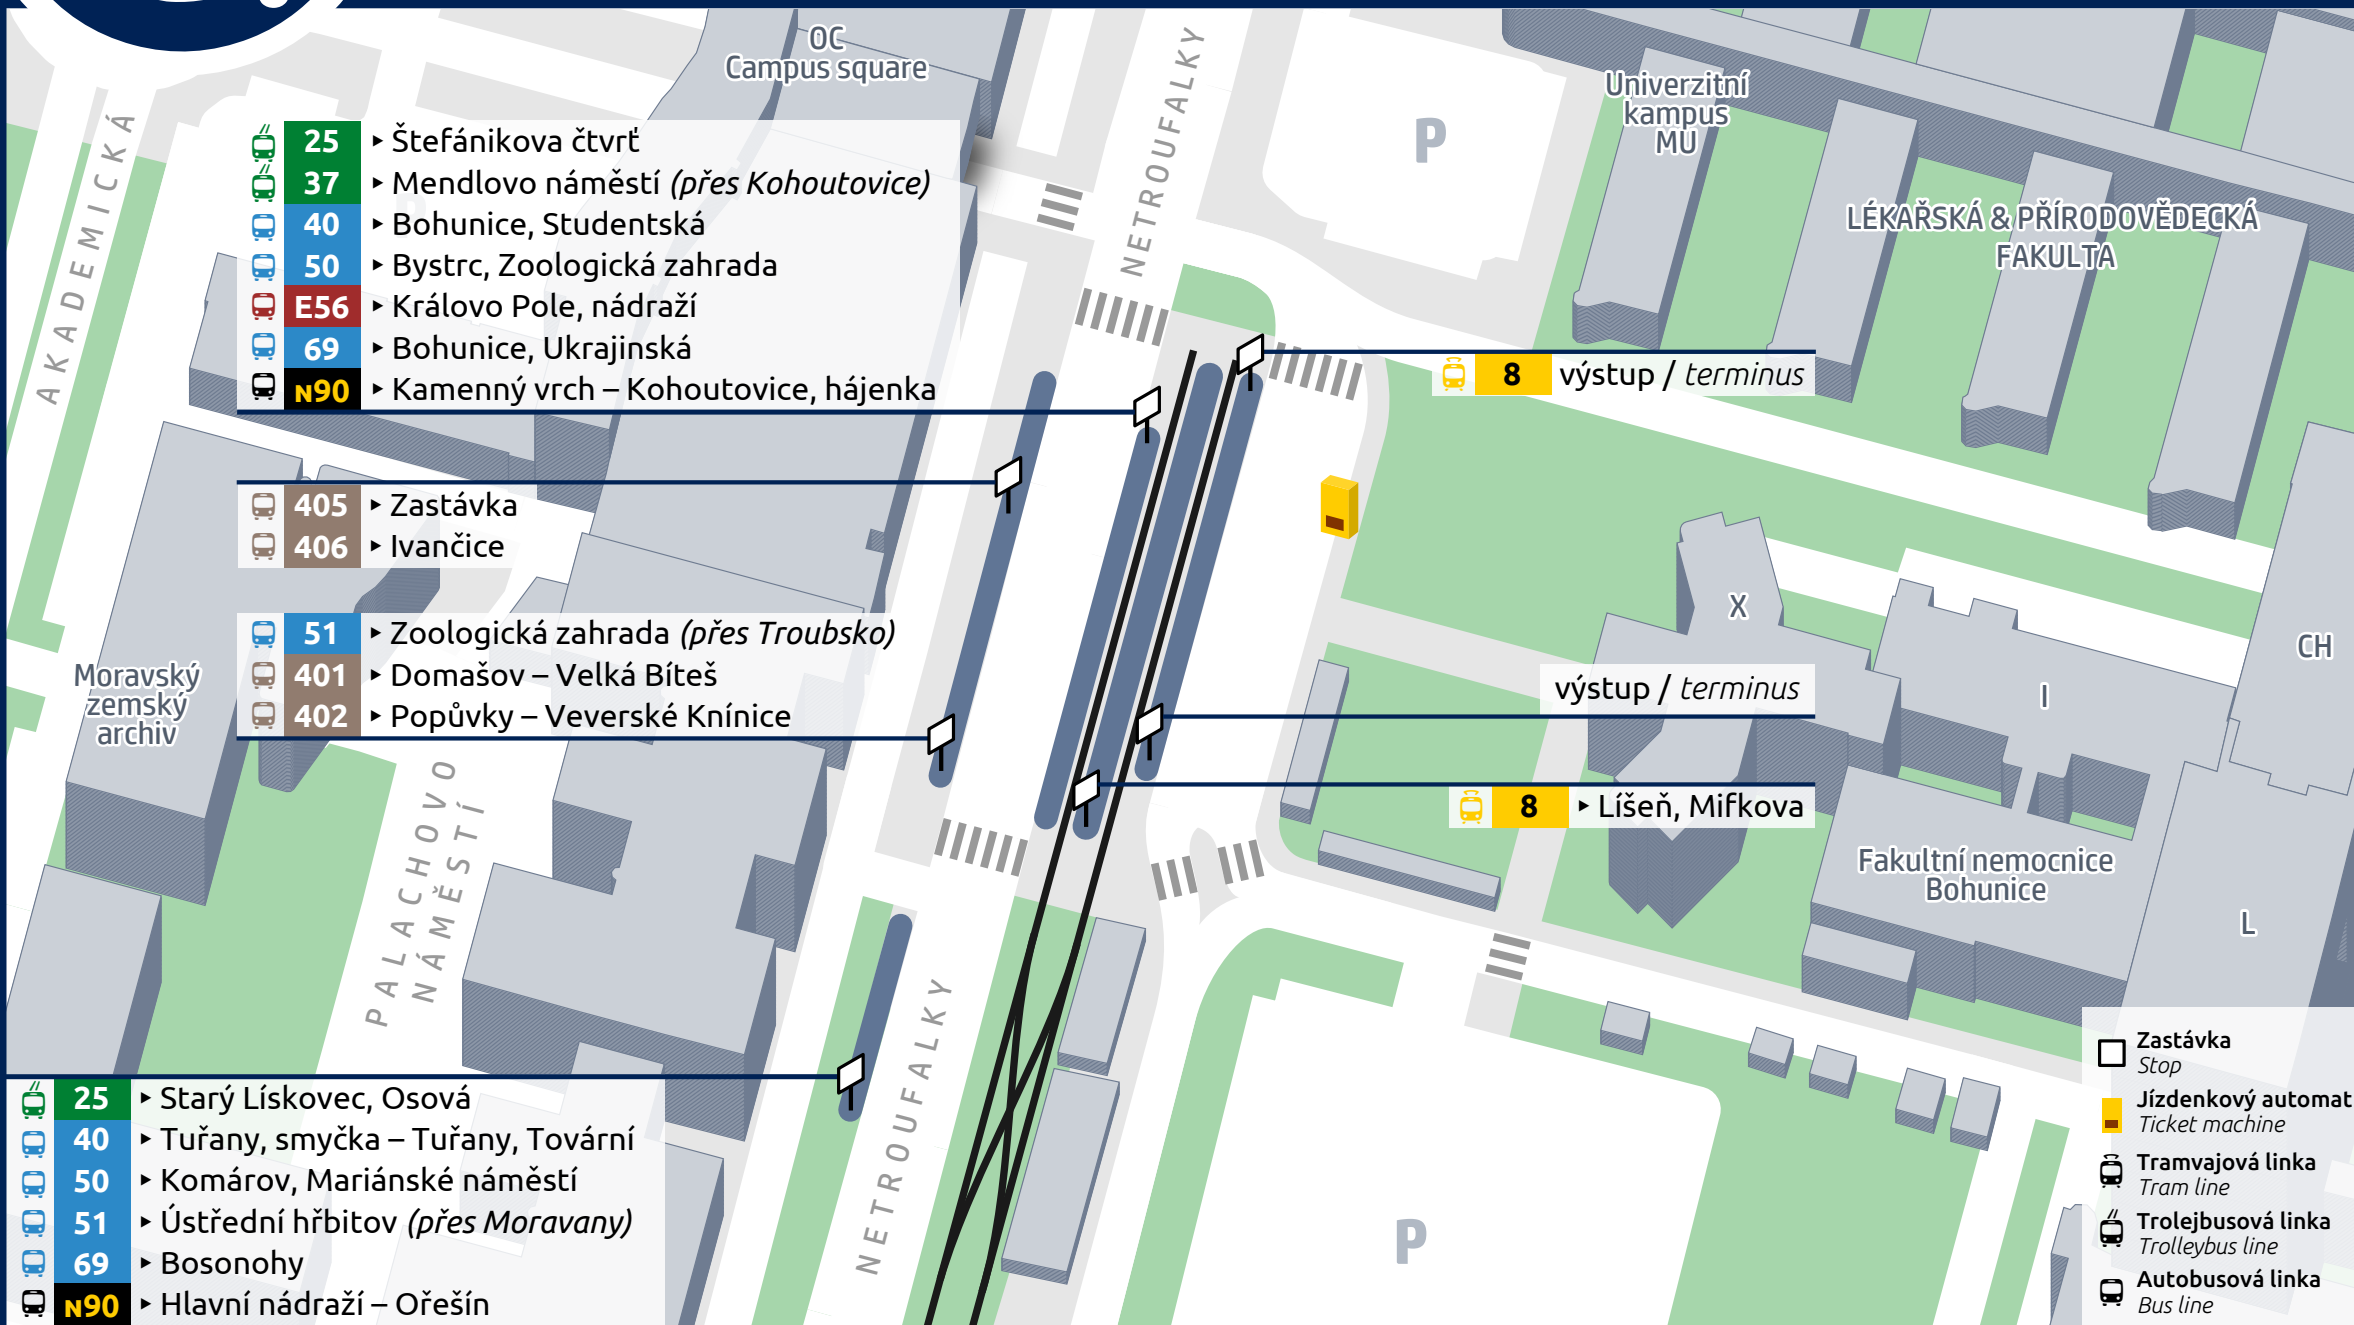 OC
Campus square
NETROUFALKY
Univerzitní
kampus
MU
P
LÉKAŘSKÁ & PŘÍRODOVĚDECKÁ
FAKULTA
AKADEMICKÁ
25 ▸ Štefánikova čtvrť
37 ▸ Mendlovo náměstí (přes Kohoutovice)
40 ▸ Bohunice, Studentská
50 ▸ Bystrc, Zoologická zahrada
E56 ▸ Královo Pole, nádraží
69 ▸ Bohunice, Ukrajinská
N90 ▸ Kamenný vrch – Kohoutovice, hájenka
8 výstup / terminus
405 ▸ Zastávka
406 ▸ Ivančice
51 ▸ Zoologická zahrada (přes Troubsko)
401 ▸ Domašov – Velká Bíteš
402 ▸ Popůvky – Veverské Knínice
Moravský
zemský
archiv
X
CH
I
výstup / terminus
8 ▸ Líšeň, Mifkova
Fakultní nemocnice
Bohunice
L
PALACHOVO
NÁMĚSTÍ
NETROUFALKY
P
25 ▸ Starý Lískovec, Osová
40 ▸ Tuřany, smyčka – Tuřany, Tovární
50 ▸ Komárov, Mariánské náměstí
51 ▸ Ústřední hřbitov (přes Moravany)
69 ▸ Bosonohy
N90 ▸ Hlavní nádraží – Ořešín
Zastávka
Stop
Jízdenkový automat
Ticket machine
Tramvajová linka
Tram line
Trolejbusová linka
Trolleybus line
Autobusová linka
Bus line